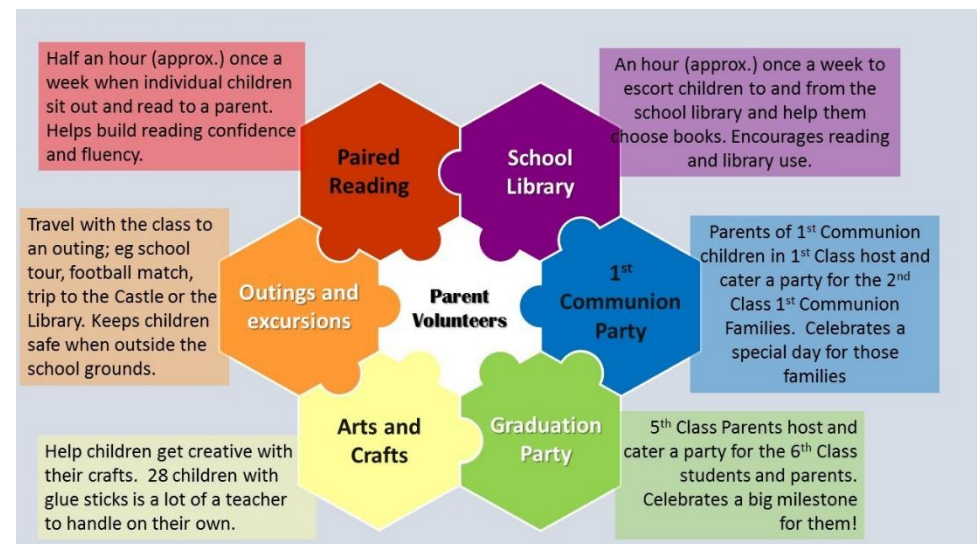 Half an hour (approx.) once a
week when individual children
sit out and read to a parent.
Helps build reading confidence
and fluency.
Paired
Reading
School
Library
An hour (approx.) once a week to
escort children to and from the
school library and help them
choose books. Encourages reading
and library use.
Travel with the class to
an outing; eg school
tour, football match,
trip to the Castle or the
Library. Keeps children
safe when outside the
school grounds.
Outings and
excursions
Parent
Volunteers
1st
Communion
Party
Parents of 1st Communion
children in 1st Class host and
cater a party for the 2nd
Class 1st Communion
Families. Celebrates a
special day for those
families
Help children get creative with
their crafts. 28 children with
glue sticks is a lot of a teacher
to handle on their own.
Arts and
Crafts
Graduation
Party
5th Class Parents host and
cater a party for the 6th Class
students and parents.
Celebrates a big milestone
for them!